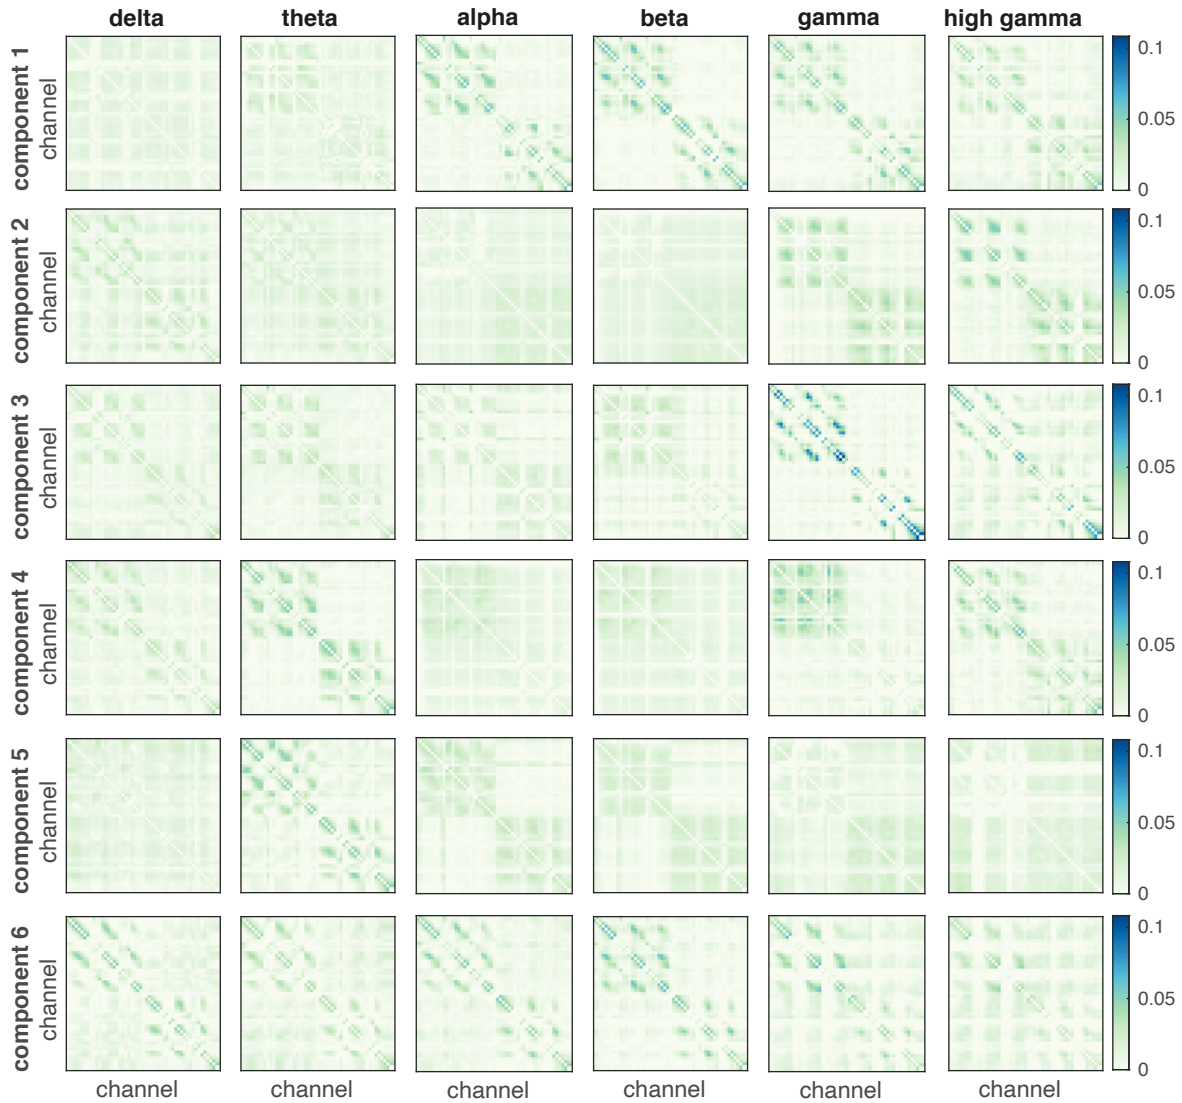 delta theta alpha beta gamma high gamma
component 1
channel
0.1
0.05
0
component 2
channel
0.1
0.05
0
component 3
channel
0.1
0.05
0
component 4
channel
0.1
0.05
0
component 5
channel
0.1
0.05
0
component 6
channel
0.1
0.05
0
channel channel channel channel channel channel